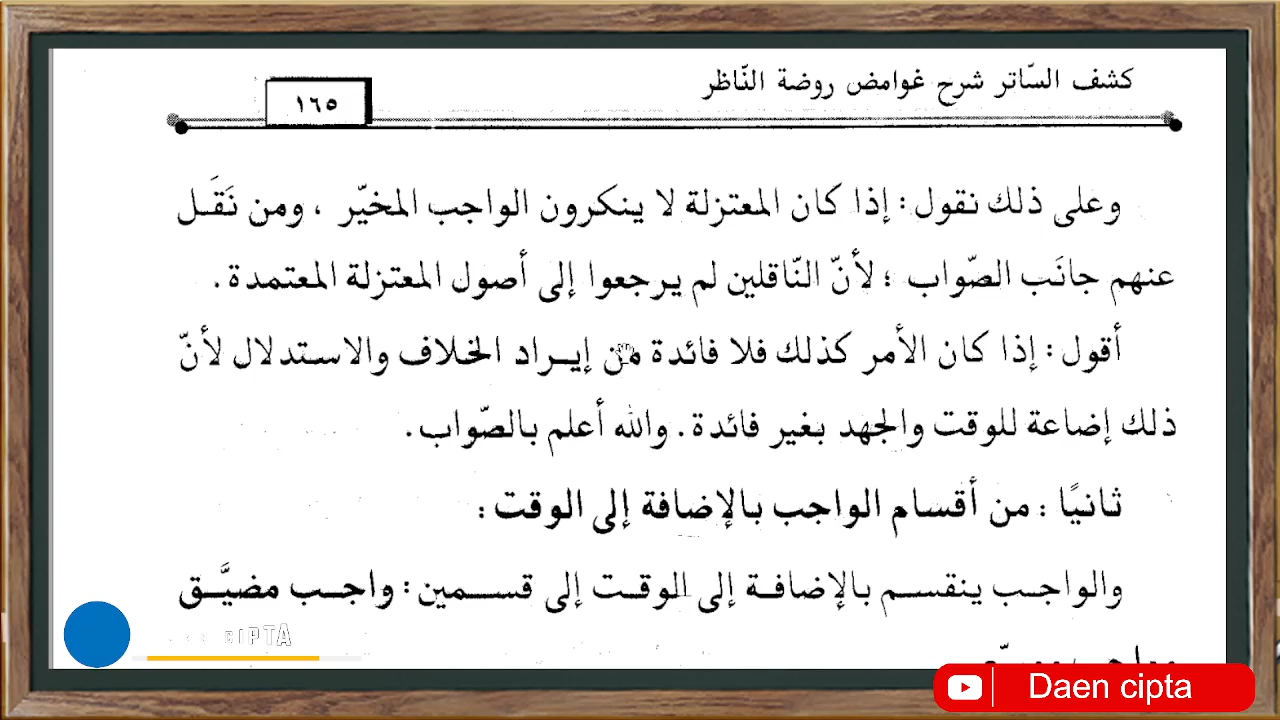 كشف السّاتر شرح غوامض روضة النّاظر
١٦٥
وعلى ذلك نقول : إذا كان المعتزلة لا ينكرون الواجب المخيّر ، ومن نَقَل
عنهم جانَب الصّواب ؛ لأنّ النّاقلين لم يرجعوا إلى أصول المعتزلة المعتمدة .
أقول : إذا كان الأمر كذلك فلا فائدة من إيراد الخلاف والاستدلال لأنّ
ذلك إضاعة للوقت والجهد بغير فائدة . والله أعلم بالصّواب .
ثانيًا : من أقسام الواجب بالإضافة إلى الوقت :
والواجب ينقسم بالإضافة إلى الوقت إلى قسمين : واجب مضيَّق
CIPTA
Daen cipta